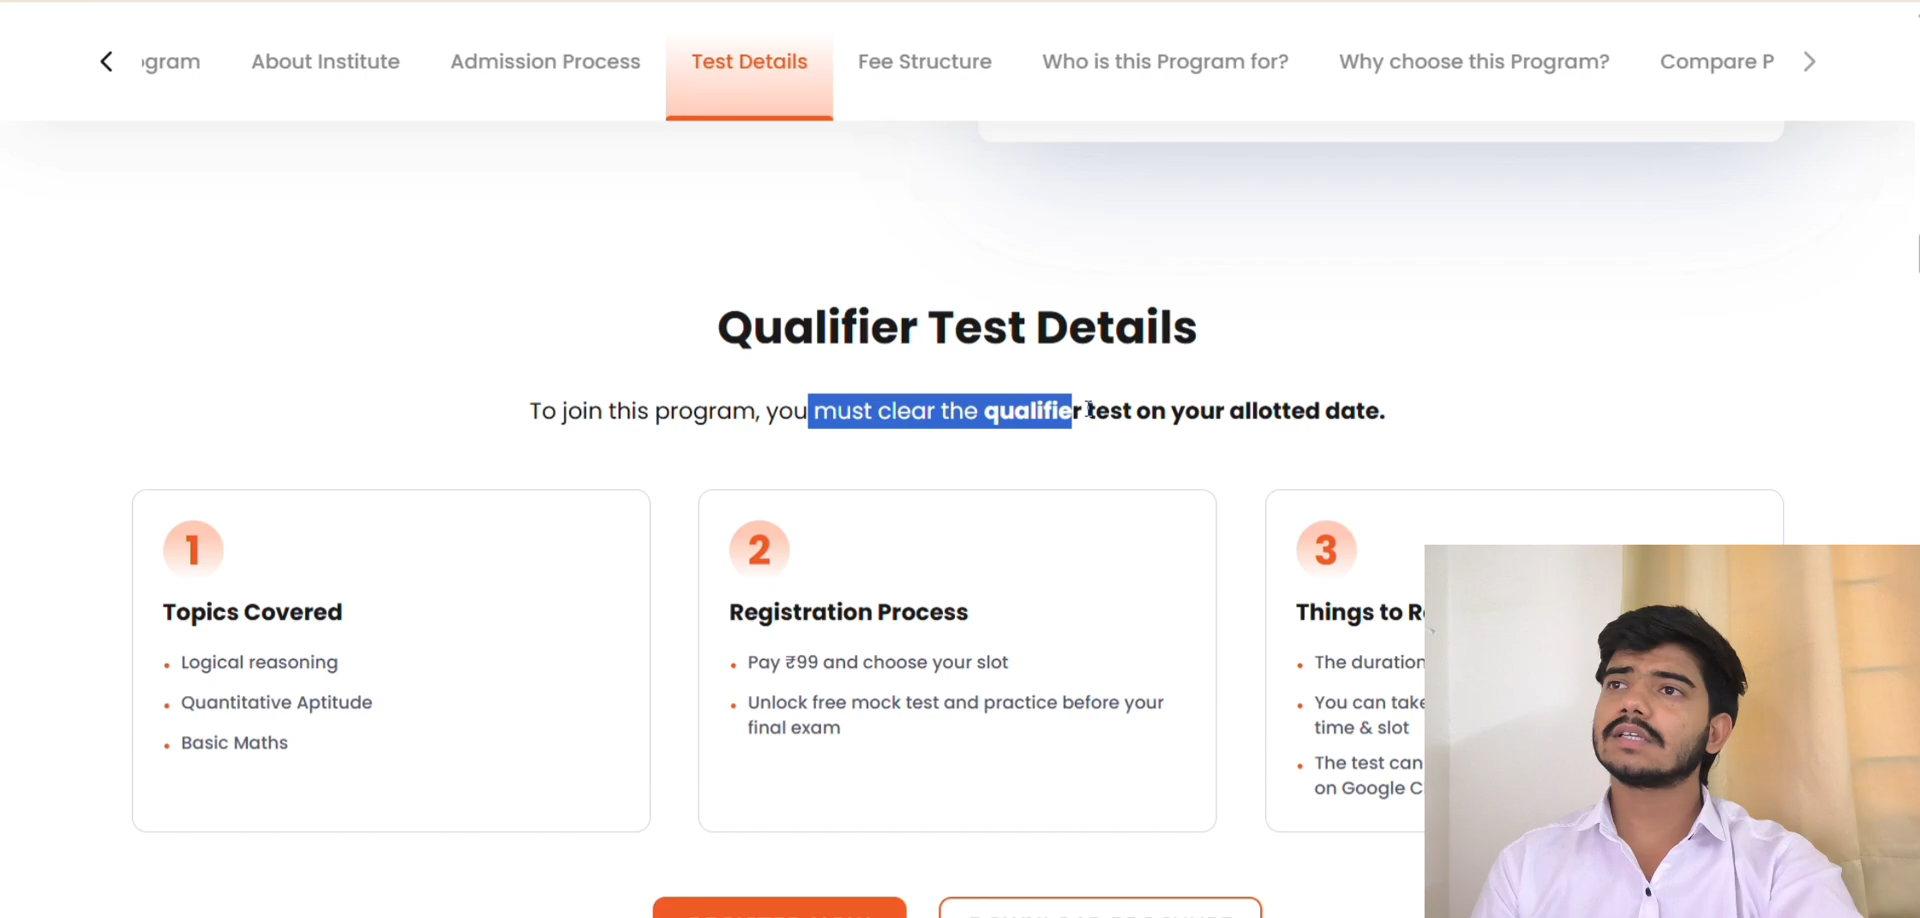 ogram About Institute Admission Process Test Details Fee Structure Who is this Program for? Why choose this Program? Compare P
Qualifier Test Details
To join this program, you must clear the qualifier test on your allotted date.
1
Topics Covered
• Logical reasoning
• Quantitative Aptitude
• Basic Maths
2
Registration Process
• Pay ₹99 and choose your slot
• Unlock free mock test and practice before your
final exam
3
Things to R
• The duration
• You can take
time & slot
• The test can
on Google C